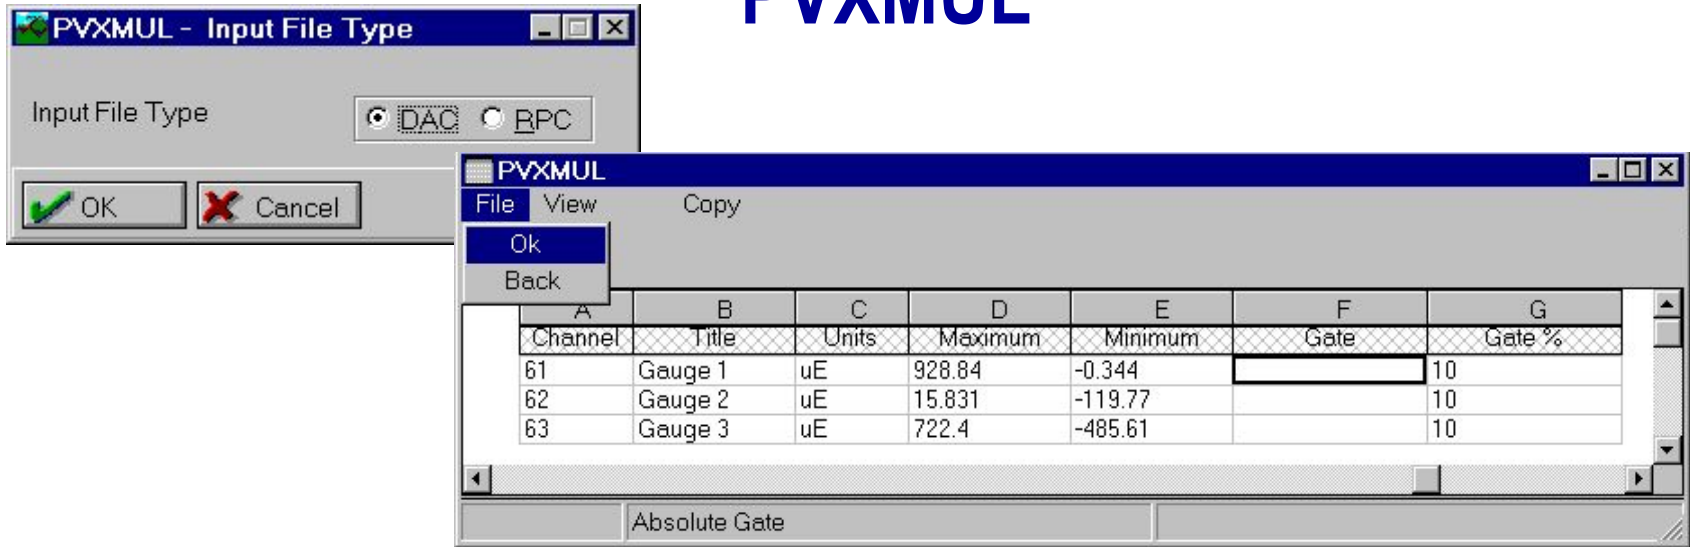 PVXMUL
PVXMUL - Input File Type
Input File Type
DAC RPC
OK Cancel
PVXMUL
File View Copy
Ok
Back
A B C D E F G
Channel Title Units Maximum Minimum Gate Gate %
61 Gauge 1 uE 928.84 -0.344 10
62 Gauge 2 uE 15.831 -119.77 10
63 Gauge 3 uE 722.4 -485.61 10
Absolute Gate